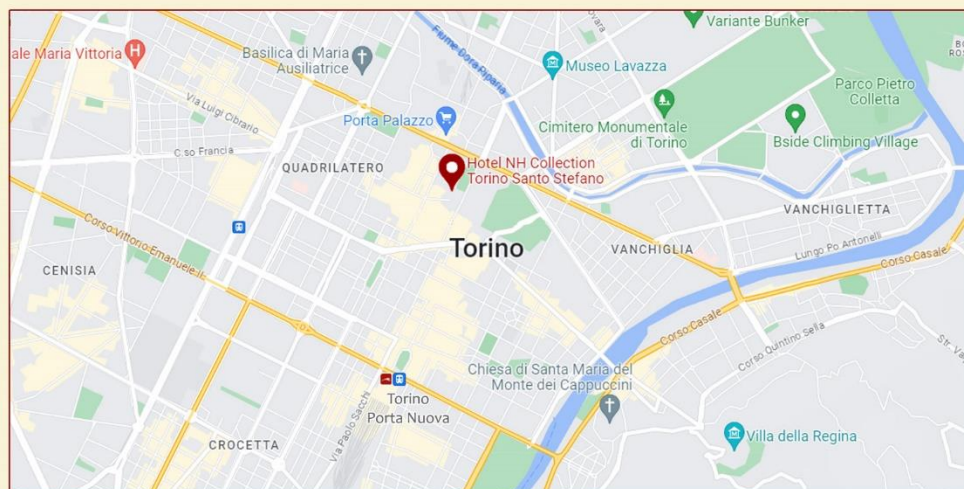 Variante Bunker
ale Maria Vittoria
H
Basilica di Maria
Ausiliatrice
Fiume Dora Riparia
Museo Lavazza
Parco Pietro
Colletta
Via Luigi Cibrario
Porta Palazzo
Cimitero Monumentale
di Torino
Bside Climbing Village
C.so Francia
QUADRILATERO
Hotel NH Collection
Torino Santo Stefano
VANCHIGLIETTA
Corso Vittorio Emanuele II
Torino
VANCHIGLIA
Lungo Po Antonelli
Corso Casale
CENISIA
Corso Casale
Corso Quintino Sella
Chiesa di Santa Maria del
Monte dei Cappuccini
Torino
Porta Nuova
Via Paolo Sacchi
Villa della Regina
CROCETTA